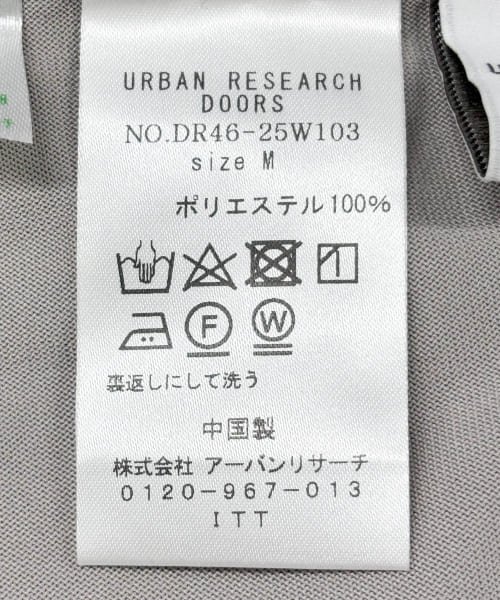 URBAN RESEARCH
DOORS
NO.DR46-25W103
size M
ポリエステル100%
F
W
裏返しにして洗う
中国製
株式会社 アーバンリサーチ
0120-967-013
ITT